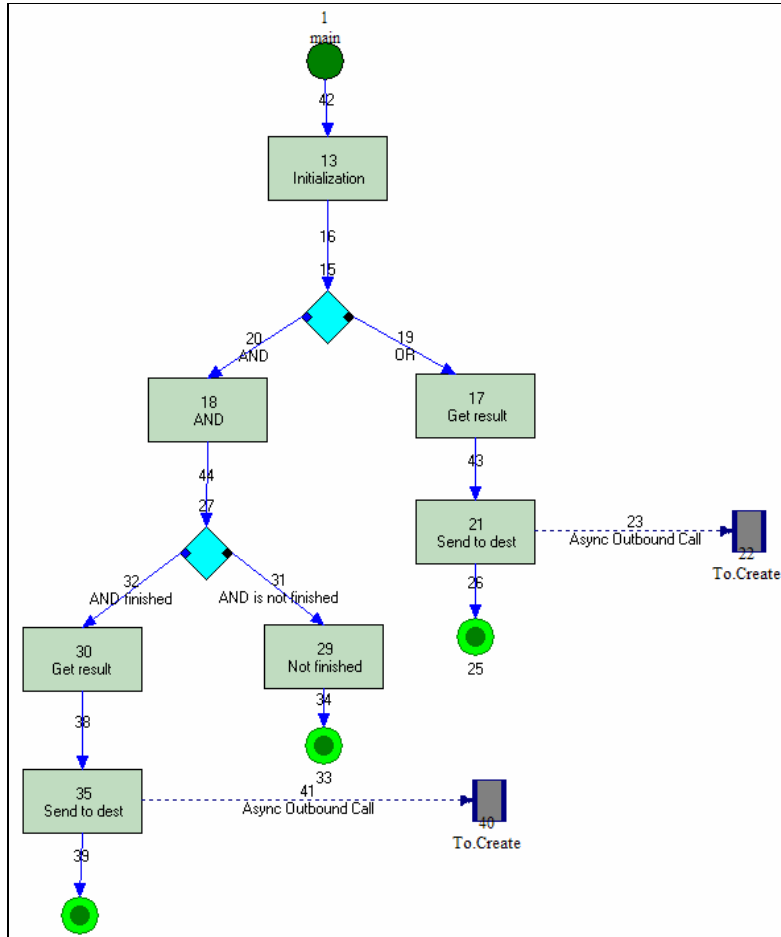 1
main
42
13
Initialization
16
15
20
AND
19
OR
18
AND
17
Get result
44
43
27
21
Send to dest
23
Async Outbound Call
22
To.Create
32
AND finished
31
AND is not finished
26
25
30
Get result
29
Not finished
34
38
33
35
Send to dest
41
Async Outbound Call
40
To.Create
39